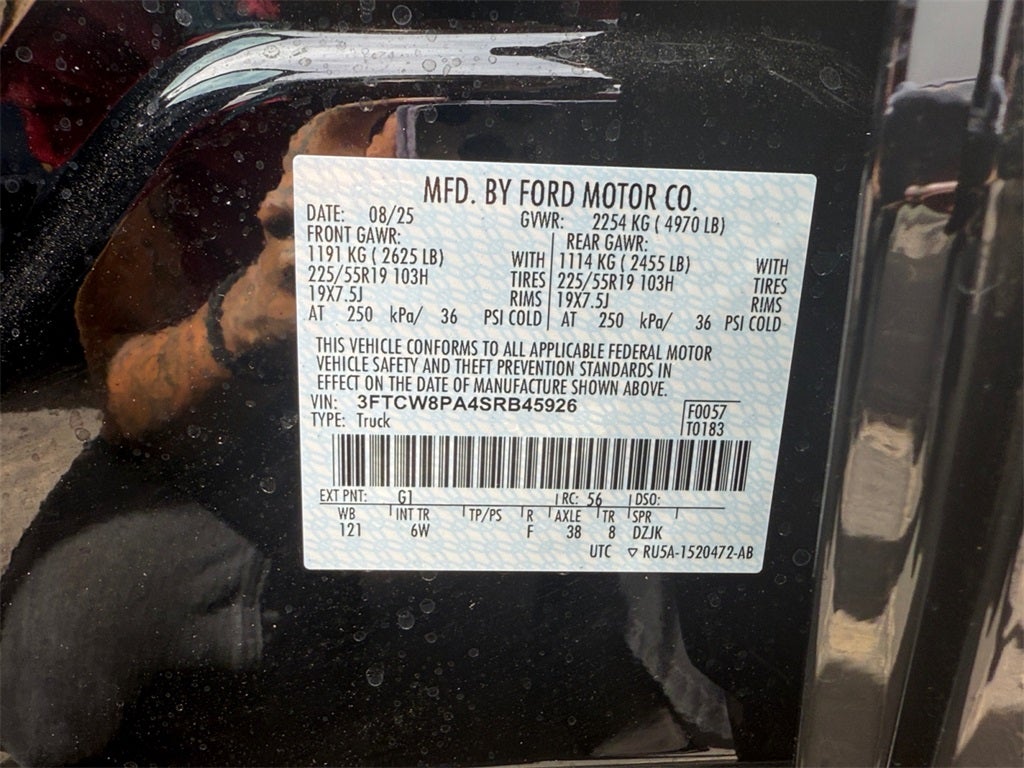 MFD. BY FORD MOTOR CO.
DATE: 08/25 GVWR: 2254 KG ( 4970 LB)
FRONT GAWR: REAR GAWR:
1191 KG ( 2625 LB) WITH 1114 KG ( 2455 LB) WITH
225/55R19 103H TIRES 225/55R19 103H TIRES
19X7.5J RIMS 19X7.5J RIMS
AT 250 kPa/ 36 PSI COLD AT 250 kPa/ 36 PSI COLD
THIS VEHICLE CONFORMS TO ALL APPLICABLE FEDERAL MOTOR
VEHICLE SAFETY AND THEFT PREVENTION STANDARDS IN
EFFECT ON THE DATE OF MANUFACTURE SHOWN ABOVE.
VIN: 3FTCW8PA4SRB45926 F0057
TYPE: Truck T0183
EXT PNT: G1 RC: 56 DSO:
WB INT TR TP/PS R AXLE TR SPR
121 6W F 38 8 DZJK
UTC ▽ RU5A-1520472-AB